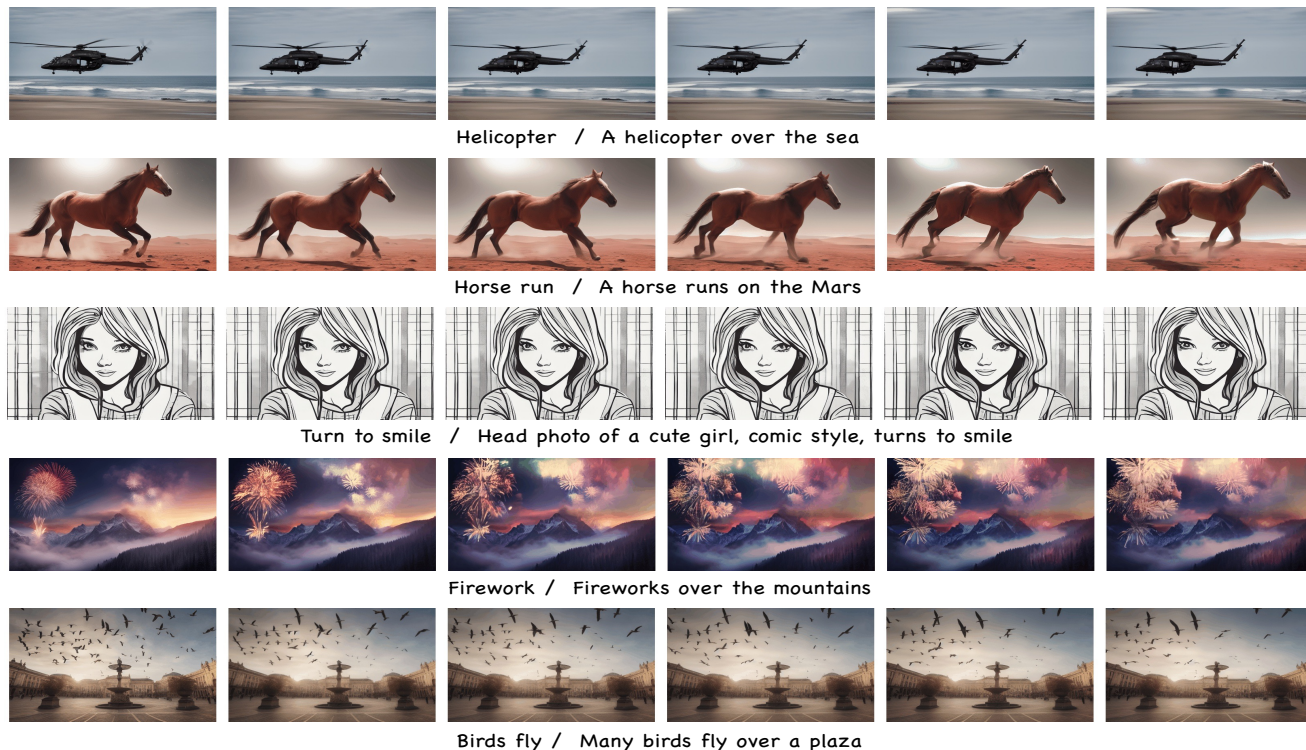 Helicopter / A helicopter over the sea
Horse run / A horse runs on the Mars
Turn to smile / Head photo of a cute girl, comic style, turns to smile
Firework / Fireworks over the mountains
Birds fly / Many birds fly over a plaza